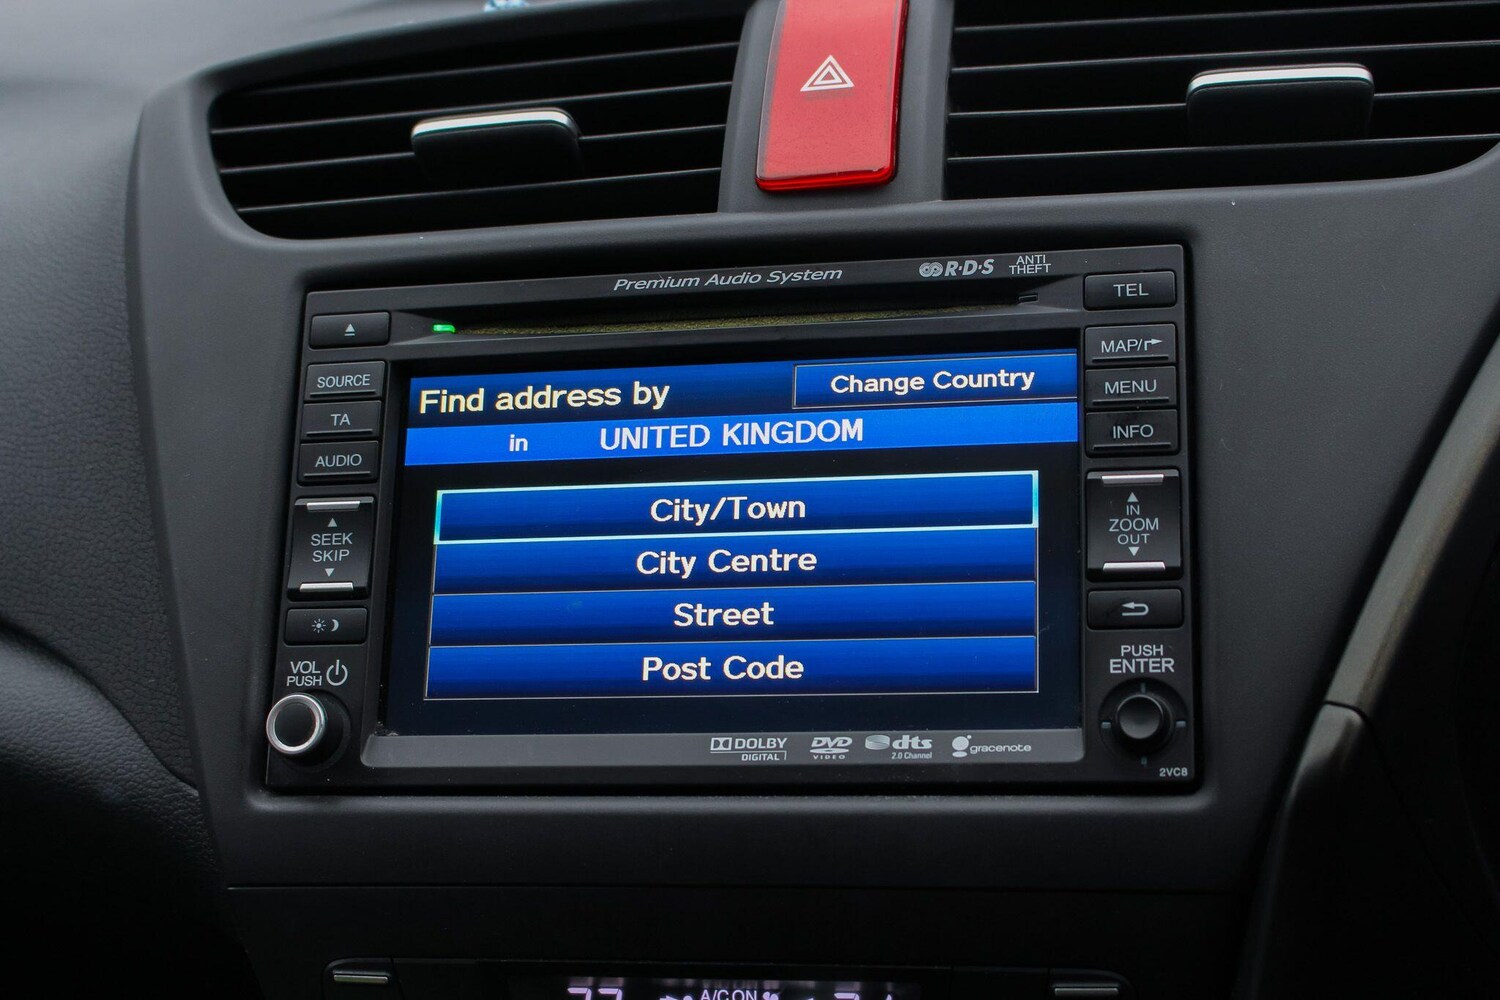 Premium Audio System
R·D·S
ANTI
THEFT
TEL
MAP/
MENU
INFO
IN
ZOOM
OUT
PUSH
ENTER
2VC8
SOURCE
TA
AUDIO
SEEK
SKIP
VOL
PUSH
Find address by
Change Country
in UNITED KINGDOM
City/Town
City Centre
Street
Post Code
DOLBY
DIGITAL
DVD
VIDEO
dts
2.0 Channel
gracenote
A/C ON